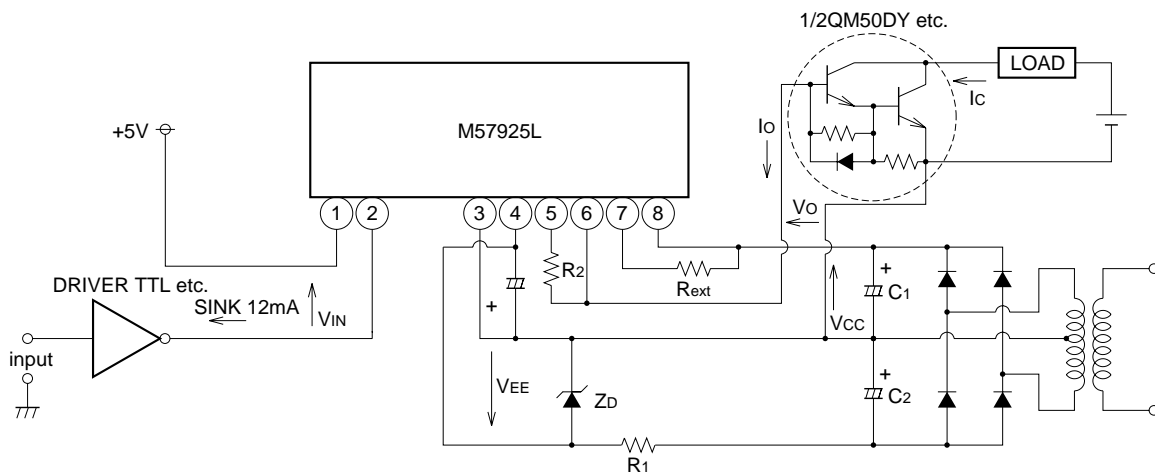 1/2QM50DY etc.
LOAD
IC
+5V
M57925L
IO
VO
1
2
3
4
5
6
7
8
R2
Rext
DRIVER TTL etc.
SINK 12mA
VIN
+
+
C1
VCC
input
VEE
ZD
+
C2
R1